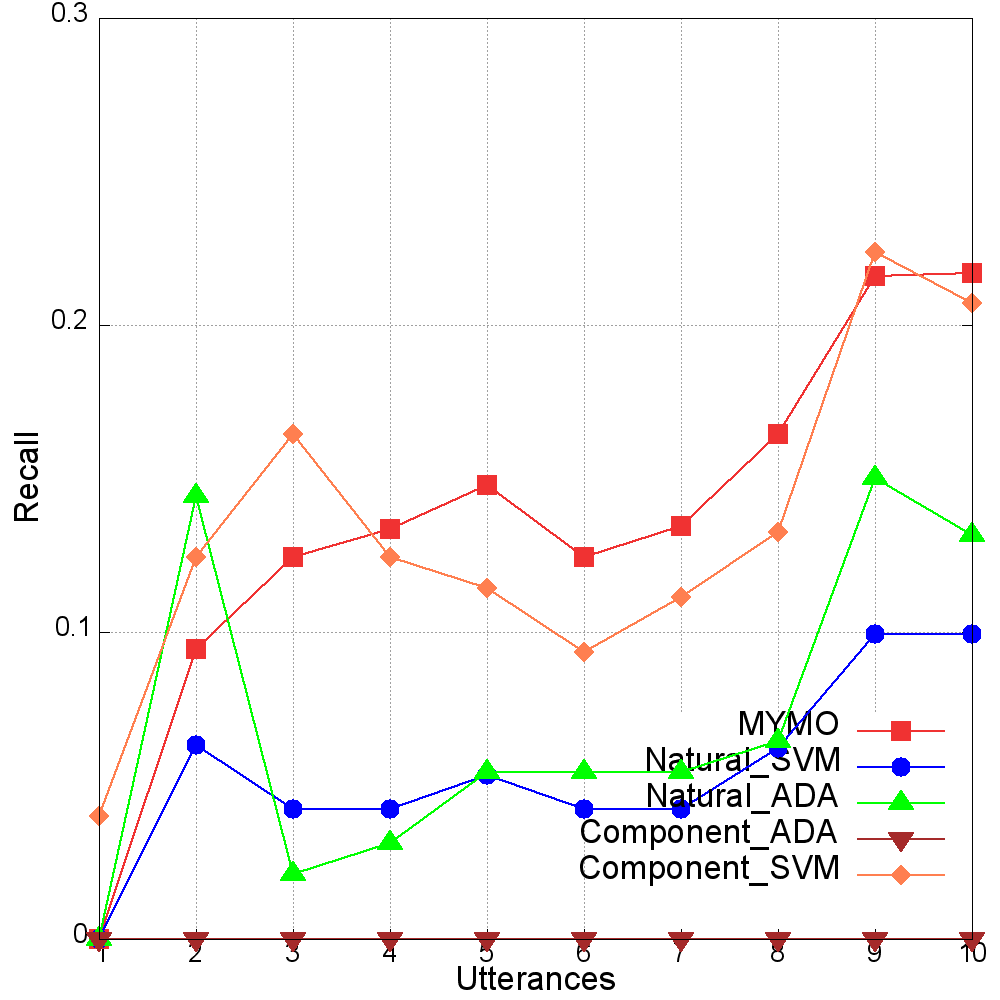 0.3
0.2
0.1
0
Recall
1 2 3 4 5 6 7 8 9 10
Utterances
MYMO
Natural_SVM
Natural_ADA
Component_ADA
Component_SVM